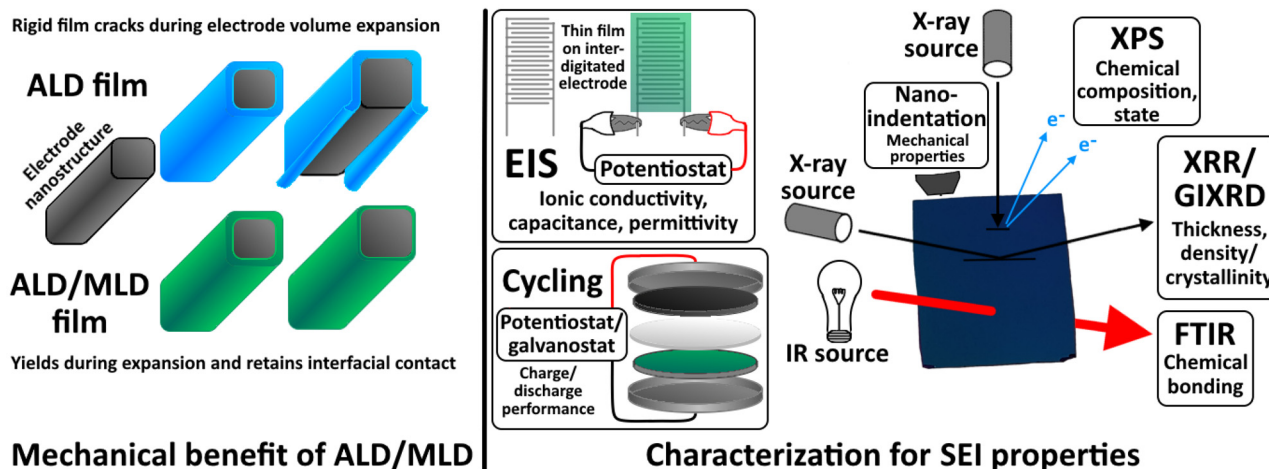 Rigid film cracks during electrode volume expansion
ALD film
Electrode
nanostructure
ALD/MLD
film
Yields during expansion and retains interfacial contact
Mechanical benefit of ALD/MLD
Thin film
on inter-
digitated
electrode
EIS
Potentiostat
Ionic conductivity,
capacitance, permittivity
Cycling
Potentiostat/
galvanostat
Charge/
discharge
performance
X-ray
source
XPS
Chemical
composition,
state
Nano-
indentation
Mechanical
properties
e-
e-
X-ray
source
XRR/
GIXRD
Thickness,
density/
crystallinity
IR source
FTIR
Chemical
bonding
Characterization for SEI properties